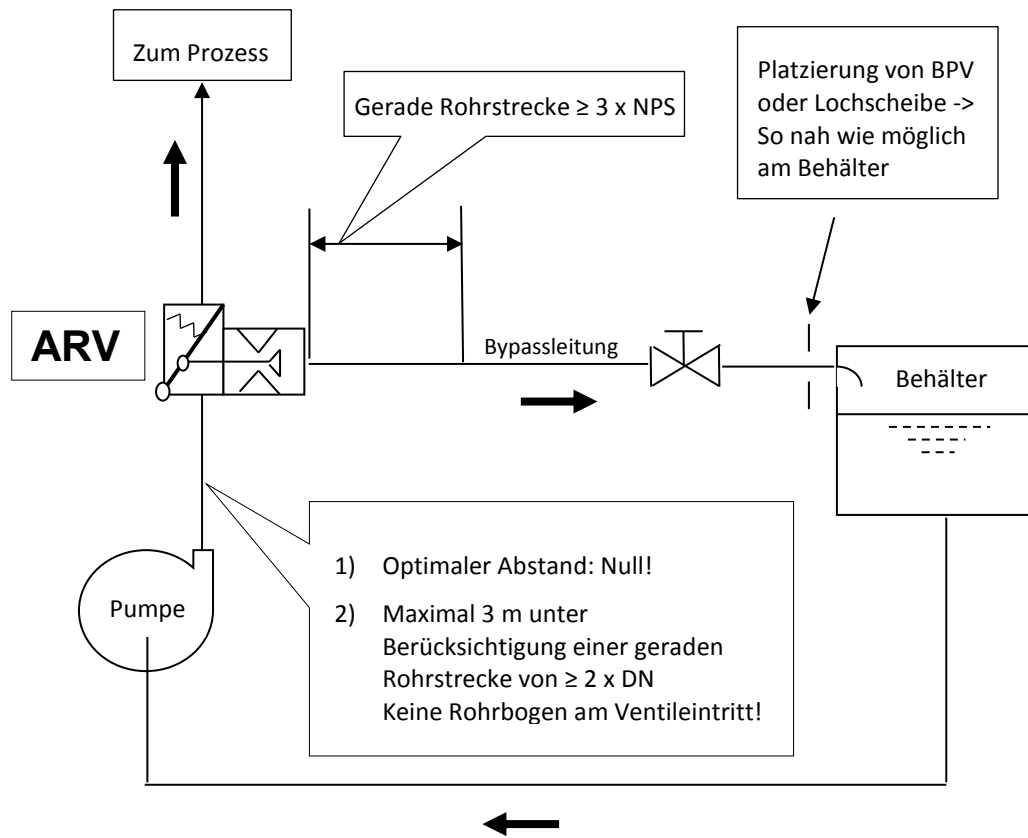 Zum Prozess
Gerade Rohrstrecke ≥ 3 x NPS
Platzierung von BPV
oder Lochscheibe ->
So nah wie möglich
am Behälter
ARV
Bypassleitung
Behälter
Pumpe
1) Optimaler Abstand: Null!
2) Maximal 3 m unter
Berücksichtigung einer geraden
Rohrstrecke von ≥ 2 x DN
Keine Rohrbogen am Ventileintritt!